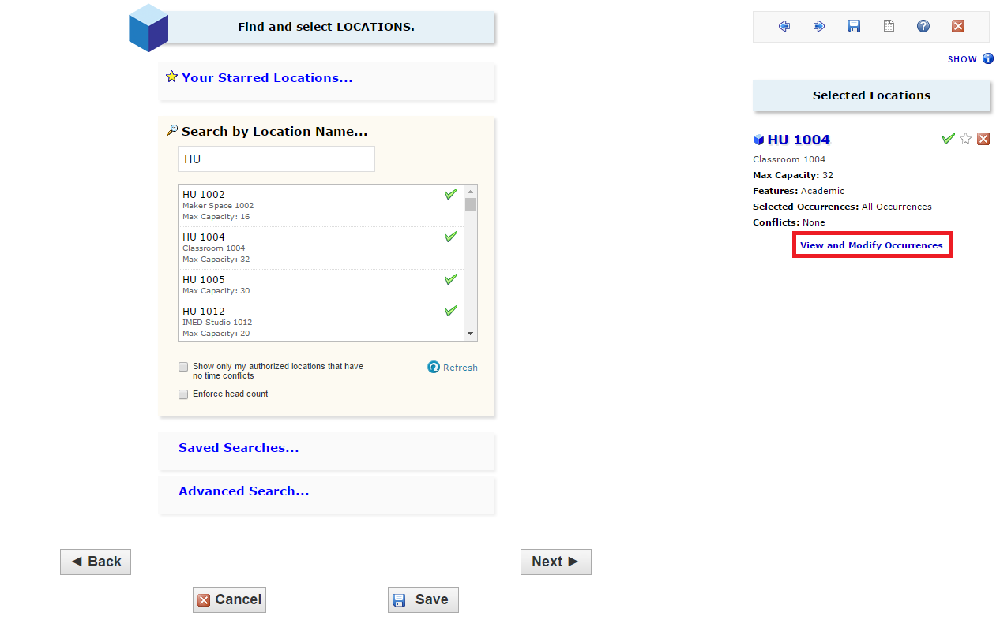 Find and select LOCATIONS.
Your Starred Locations...
Search by Location Name...
HU
HU 1002
Maker Space 1002
Max Capacity: 16
HU 1004
Classroom 1004
Max Capacity: 32
HU 1005
Max Capacity: 30
HU 1012
IMED Studio 1012
Max Capacity: 20
Show only my authorized locations that have
no time conflicts
Refresh
Enforce head count
Saved Searches...
Advanced Search...
Back
Next
Cancel
Save
SHOW
Selected Locations
HU 1004
Classroom 1004
Max Capacity: 32
Features: Academic
Selected Occurrences: All Occurrences
Conflicts: None
View and Modify Occurrences